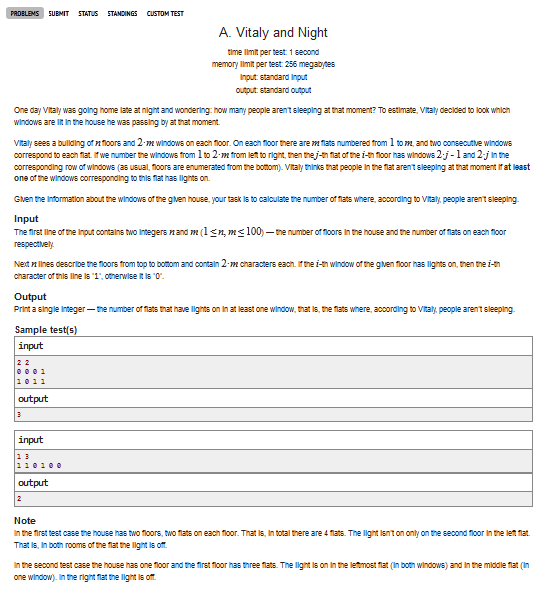 PROBLEMS SUBMIT STATUS STANDINGS CUSTOM TEST
A. Vitaly and Night
time limit per test: 1 second
memory limit per test: 256 megabytes
input: standard input
output: standard output
One day Vitaly was going home late at night and wondering: how many people aren't sleeping at that moment? To estimate, Vitaly decided to look which
windows are lit in the house he was passing by at that moment.
Vitaly sees a building of n floors and 2·m windows on each floor. On each floor there are m flats numbered from 1 to m, and two consecutive windows
correspond to each flat. If we number the windows from 1 to 2·m from left to right, then the j-th flat of the i-th floor has windows 2·j - 1 and 2·j in the
corresponding row of windows (as usual, floors are enumerated from the bottom). Vitaly thinks that people in the flat aren't sleeping at that moment if at least
one of the windows corresponding to this flat has lights on.
Given the information about the windows of the given house, your task is to calculate the number of flats where, according to Vitaly, people aren't sleeping.
Input
The first line of the input contains two integers n and m (1 ≤ n, m ≤ 100) — the number of floors in the house and the number of flats on each floor
respectively.
Next n lines describe the floors from top to bottom and contain 2·m characters each. If the i-th window of the given floor has lights on, then the i-th
character of this line is '1', otherwise it is '0'.
Output
Print a single integer — the number of flats that have lights on in at least one window, that is, the flats where, according to Vitaly, people aren't sleeping.
Sample test(s)
input
2 2
0 0 0 1
1 0 1 1
output
3
input
1 3
1 1 0 1 0 0
output
2
Note
In the first test case the house has two floors, two flats on each floor. That is, in total there are 4 flats. The light isn't on only on the second floor in the left flat.
That is, in both rooms of the flat the light is off.
In the second test case the house has one floor and the first floor has three flats. The light is on in the leftmost flat (in both windows) and in the middle flat (in
one window). In the right flat the light is off.